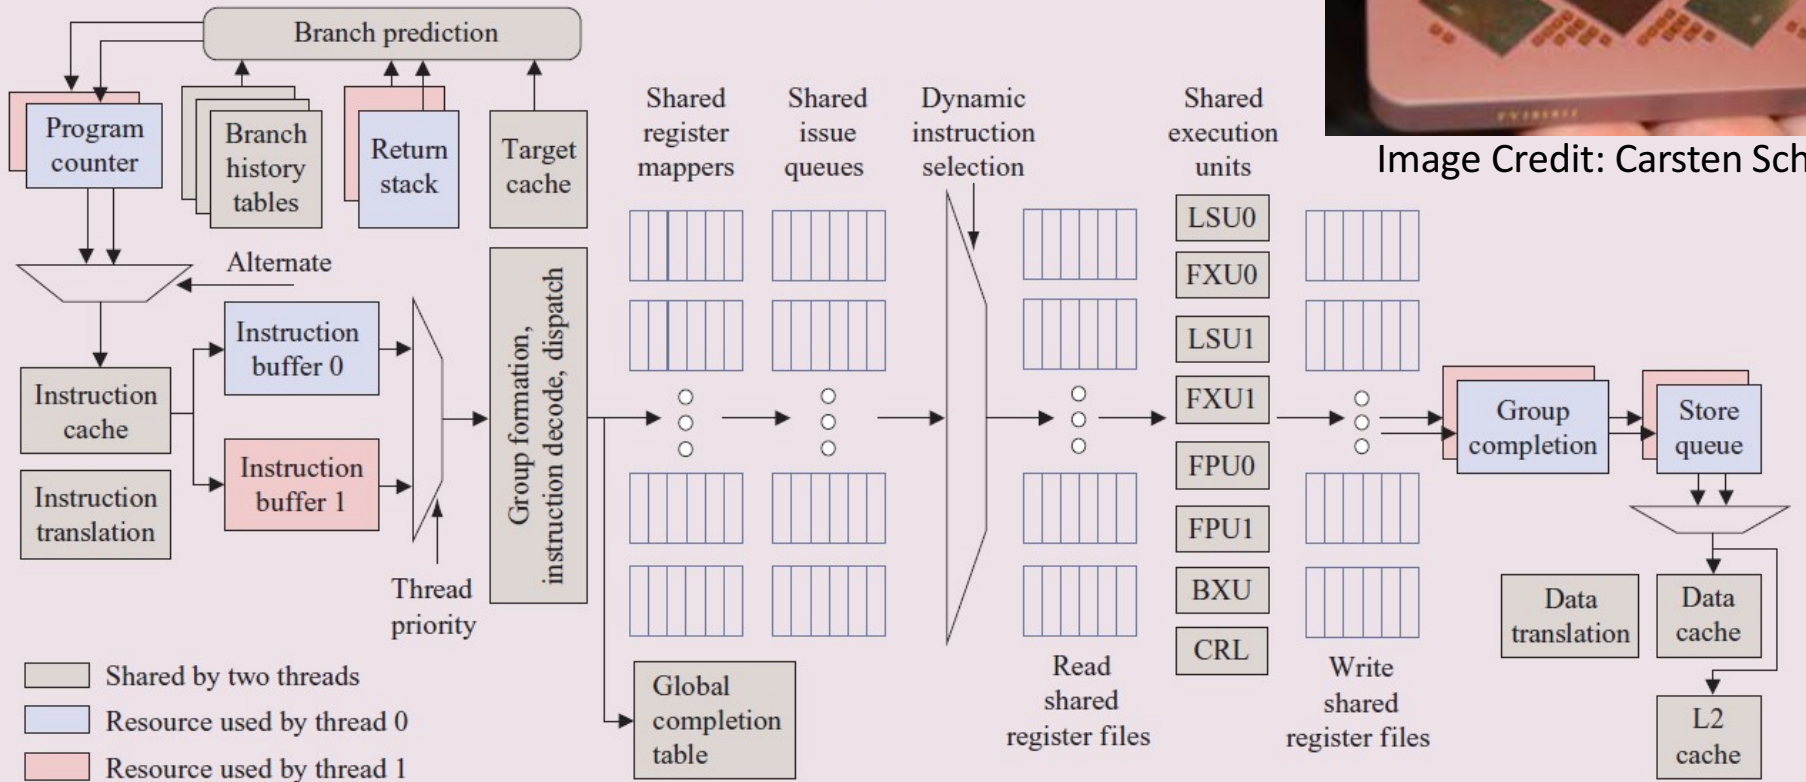 Branch prediction
Program
counter
Branch
history
tables
Return
stack
Target
cache
Shared
register
mappers
Shared
issue
queues
Dynamic
instruction
selection
Shared
execution
units
Image Credit: Carsten Sch
Alternate
Instruction
cache
Instruction
translation
Instruction
buffer 0
Instruction
buffer 1
Thread
priority
Group formation,
instruction decode, dispatch
Global
completion
table
Read
shared
register files
LSU0
FXU0
LSU1
FXU1
FPU0
FPU1
BXU
CRL
Write
shared
register files
Group
completion
Store
queue
Data
translation
Data
cache
L2
cache
Shared by two threads
Resource used by thread 0
Resource used by thread 1